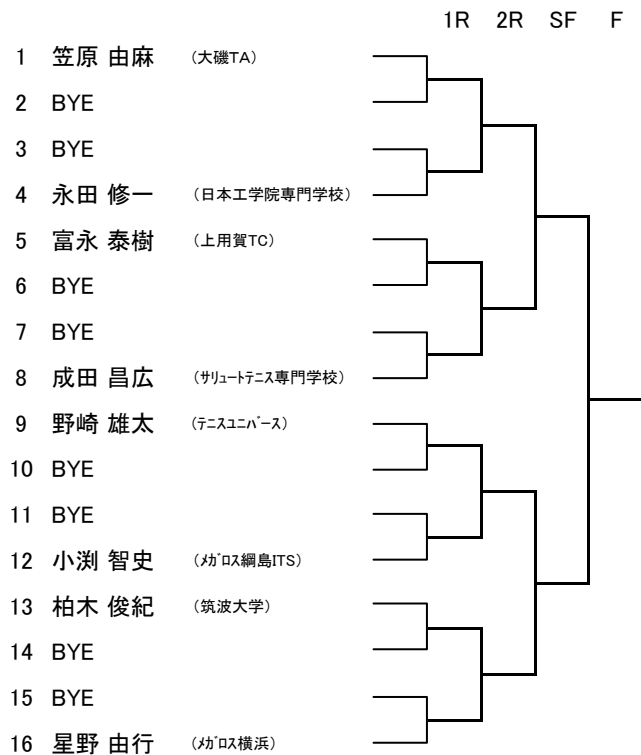 1R 2R SF F
1 笠原 由麻 (大磯TA)
2 BYE
3 BYE
4 永田 修一 (日本工学院専門学校)
5 富永 泰樹 (上用賀TC)
6 BYE
7 BYE
8 成田 昌広 (ｻﾘｭｰﾄﾃﾆｽ専門学校)
9 野崎 雄太 (ﾃﾆｽﾕﾆﾊﾞｰｽ)
10 BYE
11 BYE
12 小渕 智史 (ﾒｶﾞﾛｽ綱島ITS)
13 柏木 俊紀 (筑波大学)
14 BYE
15 BYE
16 星野 由行 (ﾒｶﾞﾛｽ横浜)